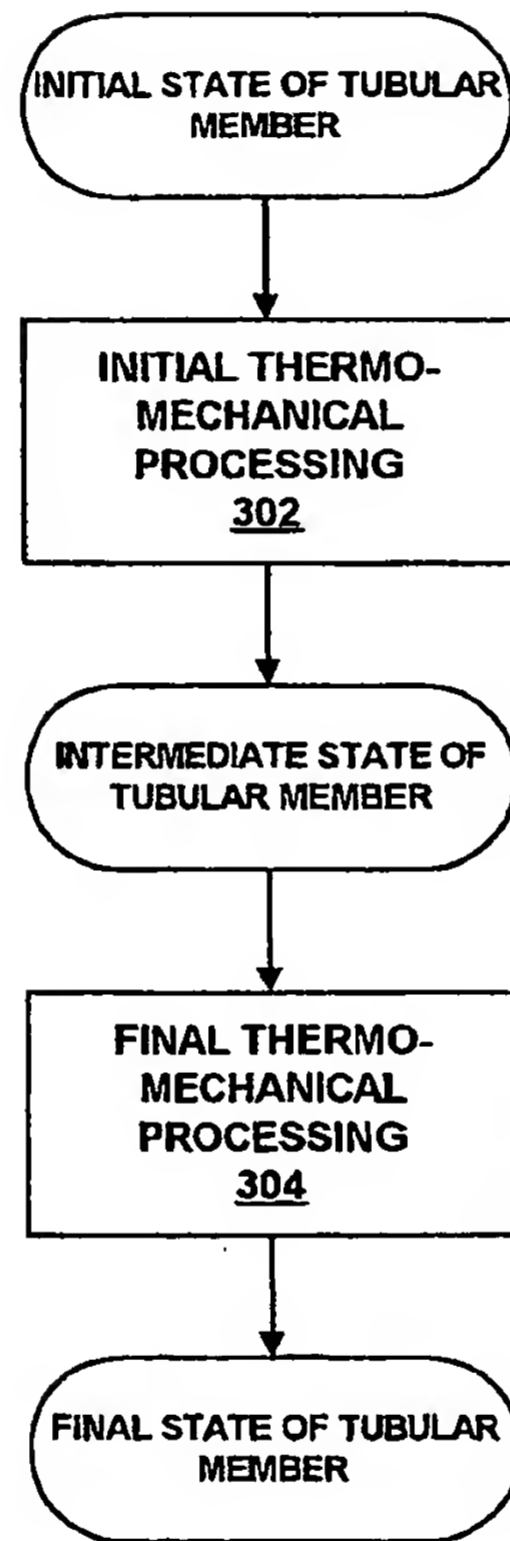 INITIAL STATE OF TUBULAR
MEMBER
INITIAL THERMO-
MECHANICAL
PROCESSING
302
INTERMEDIATE STATE OF
TUBULAR MEMBER
FINAL THERMO-
MECHANICAL
PROCESSING
304
FINAL STATE OF TUBULAR
MEMBER